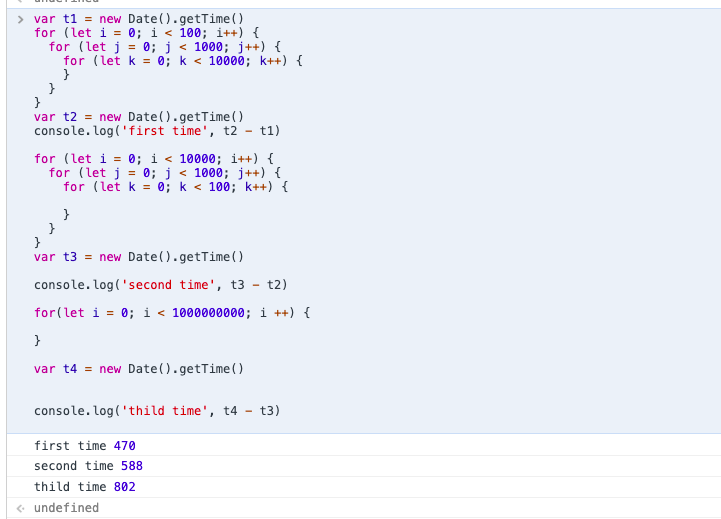 undefined
var t1 = new Date().getTime()
for (let i = 0; i < 100; i++) {
for (let j = 0; j < 1000; j++) {
for (let k = 0; k < 10000; k++) {
}
}
}
var t2 = new Date().getTime()
console.log('first time', t2 - t1)
for (let i = 0; i < 10000; i++) {
for (let j = 0; j < 1000; j++) {
for (let k = 0; k < 100; k++) {
}
}
}
var t3 = new Date().getTime()
console.log('second time', t3 - t2)
for(let i = 0; i < 1000000000; i ++) {
}
var t4 = new Date().getTime()
console.log('thild time', t4 - t3)
first time 470
second time 588
thild time 802
undefined